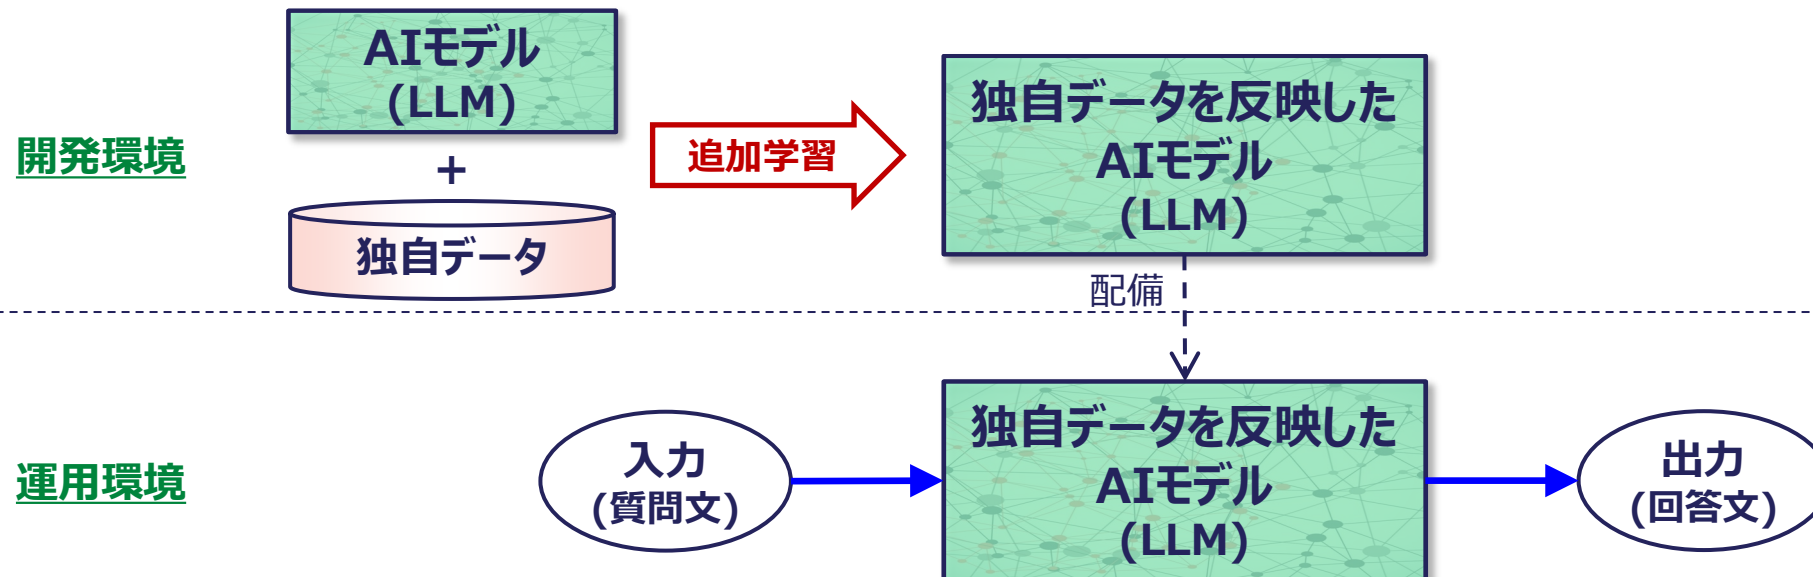 AIモデル
(LLM)
開発環境
+
独自データ
追加学習
独自データを反映した
AIモデル
(LLM)
配備
運用環境
入力
(質問文)
独自データを反映した
AIモデル
(LLM)
出力
(回答文)